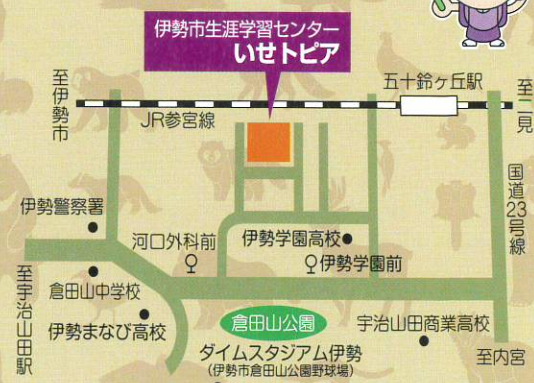 伊勢市生涯学習センター
いせトピア
至伊勢市
JR参宮線
五十鈴ヶ丘駅
至二見
国道23号線
伊勢警察署
河口外科前
伊勢学園高校
伊勢学園前
倉田山中学校
至宇治山田駅
伊勢まなび高校
倉田山公園
宇治山田商業高校
ダイムスタジアム伊勢
(伊勢市倉田山公園野球場)
至内宮